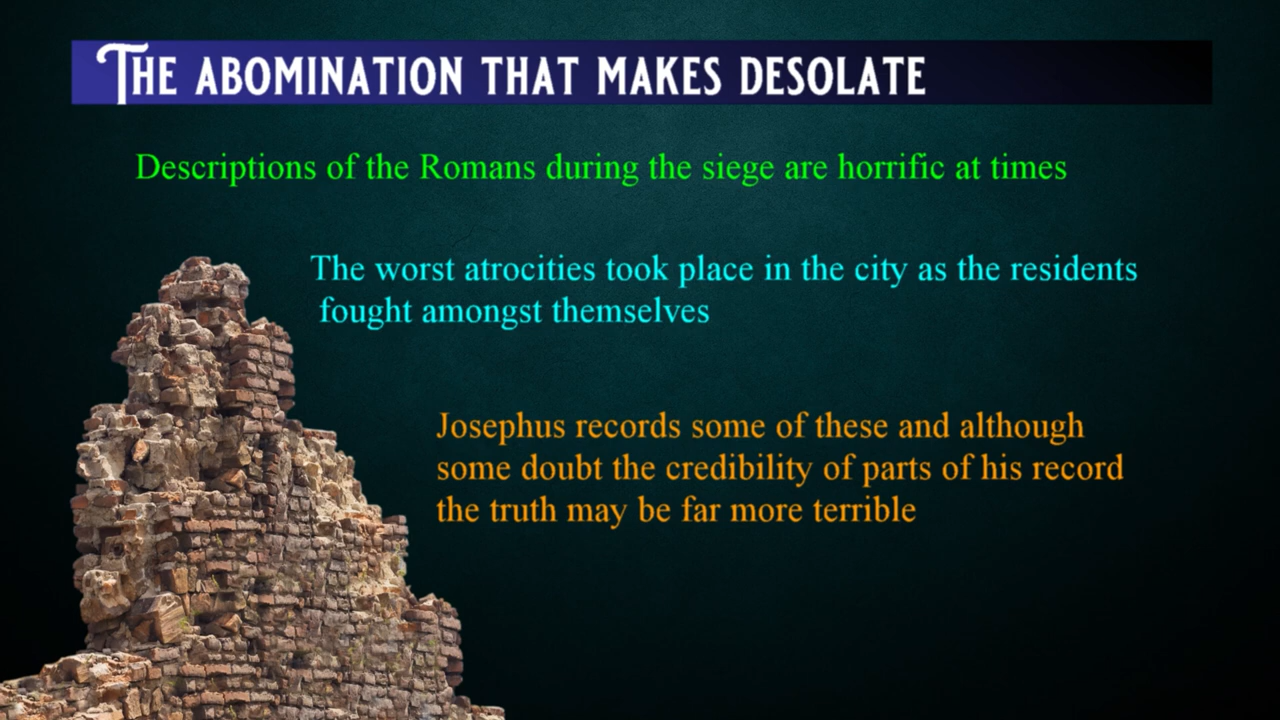 The abomination that makes desolate
Descriptions of the Romans during the siege are horrific at times
The worst atrocities took place in the city as the residents
fought amongst themselves
Josephus records some of these and although
some doubt the credibility of parts of his record
the truth may be far more terrible